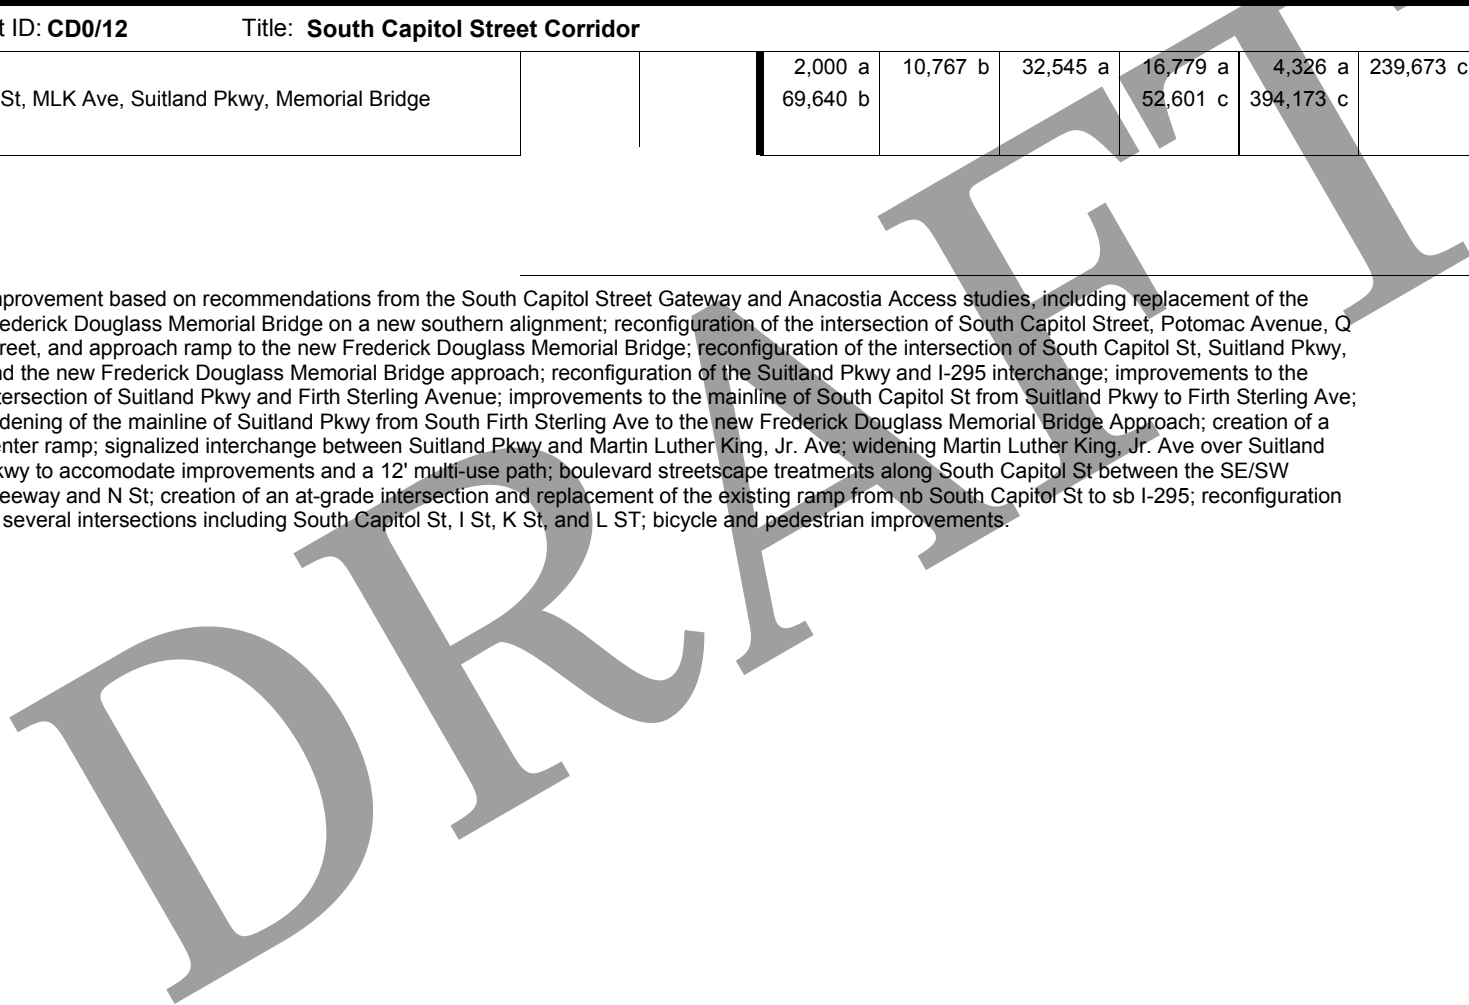 t ID: CD0/12 Title: South Capitol Street Corridor
2,000 a 10,767 b 32,545 a 16,779 a 4,326 a 239,673 c
St, MLK Ave, Suitland Pkwy, Memorial Bridge 69,640 b 52,601 c 394,173 c
provement based on recommendations from the South Capitol Street Gateway and Anacostia Access studies, including replacement of the
ederick Douglass Memorial Bridge on a new southern alignment; reconfiguration of the intersection of South Capitol Street, Potomac Avenue, Q
reet, and approach ramp to the new Frederick Douglass Memorial Bridge; reconfiguration of the intersection of South Capitol St, Suitland Pkwy,
nd the new Frederick Douglass Memorial Bridge approach; reconfiguration of the Suitland Pkwy and I-295 interchange; improvements to the
tersection of Suitland Pkwy and Firth Sterling Avenue; improvements to the mainline of South Capitol St from Suitland Pkwy to Firth Sterling Ave;
dening of the mainline of Suitland Pkwy from South Firth Sterling Ave to the new Frederick Douglass Memorial Bridge Approach; creation of a
enter ramp; signalized interchange between Suitland Pkwy and Martin Luther King, Jr. Ave; widening Martin Luther King, Jr. Ave over Suitland
kwy to accomodate improvements and a 12' multi-use path; boulevard streetscape treatments along South Capitol St between the SE/SW
eeway and N St; creation of an at-grade intersection and replacement of the existing ramp from nb South Capitol St to sb I-295; reconfiguration
several intersections including South Capitol St, I St, K St, and L ST; bicycle and pedestrian improvements.
DRAFT